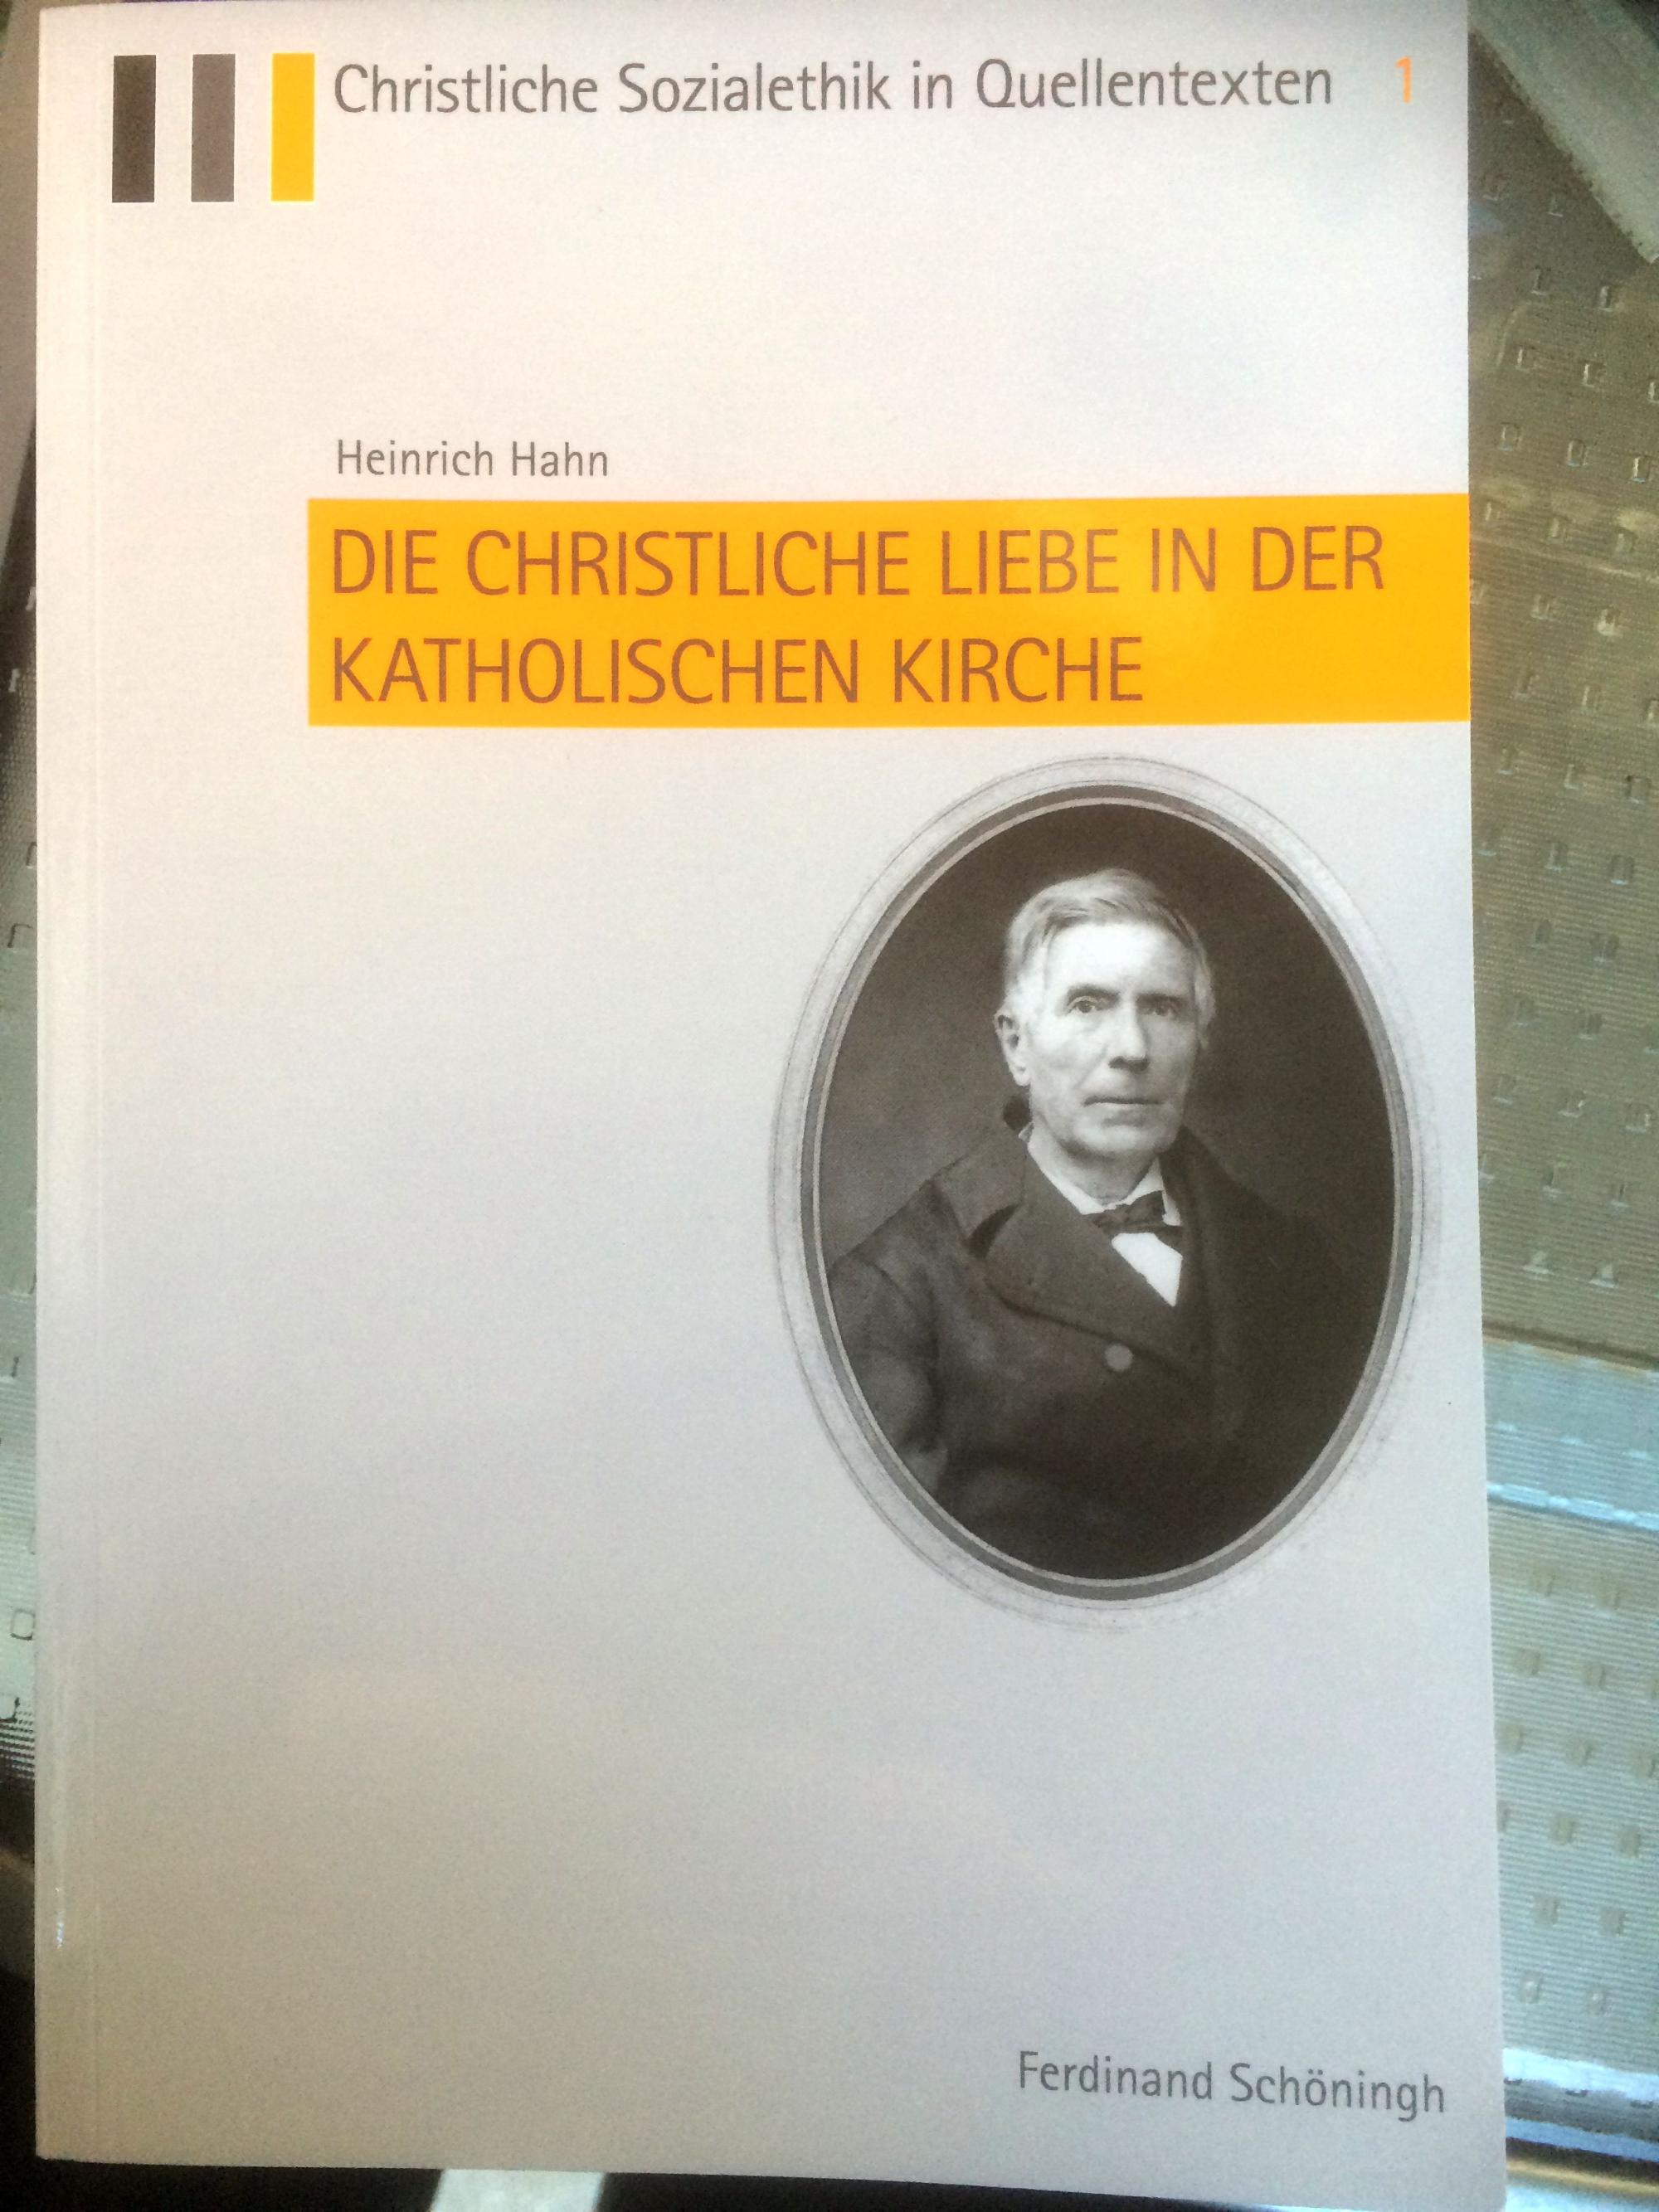 Christliche Sozialethik in Quellentexten 1
Heinrich Hahn
DIE CHRISTLICHE LIEBE IN DER
KATHOLISCHEN KIRCHE
Ferdinand Schöningh